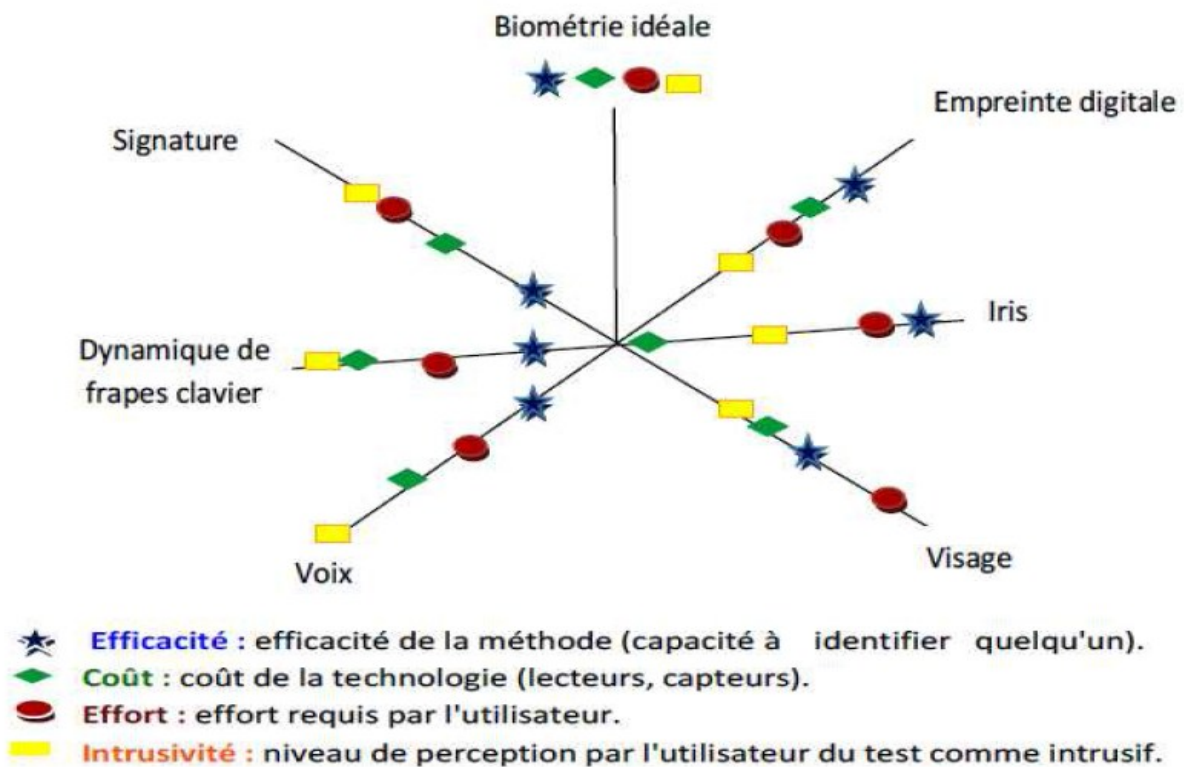 Biométrie idéale
Empreinte digitale
Signature
Iris
Dynamique de
frapes clavier
Visage
Voix
Efficacité : efficacité de la méthode (capacité à identifier quelqu'un).
Coût : coût de la technologie (lecteurs, capteurs).
Effort : effort requis par l'utilisateur.
Intrusivité : niveau de perception par l'utilisateur du test comme intrusif.